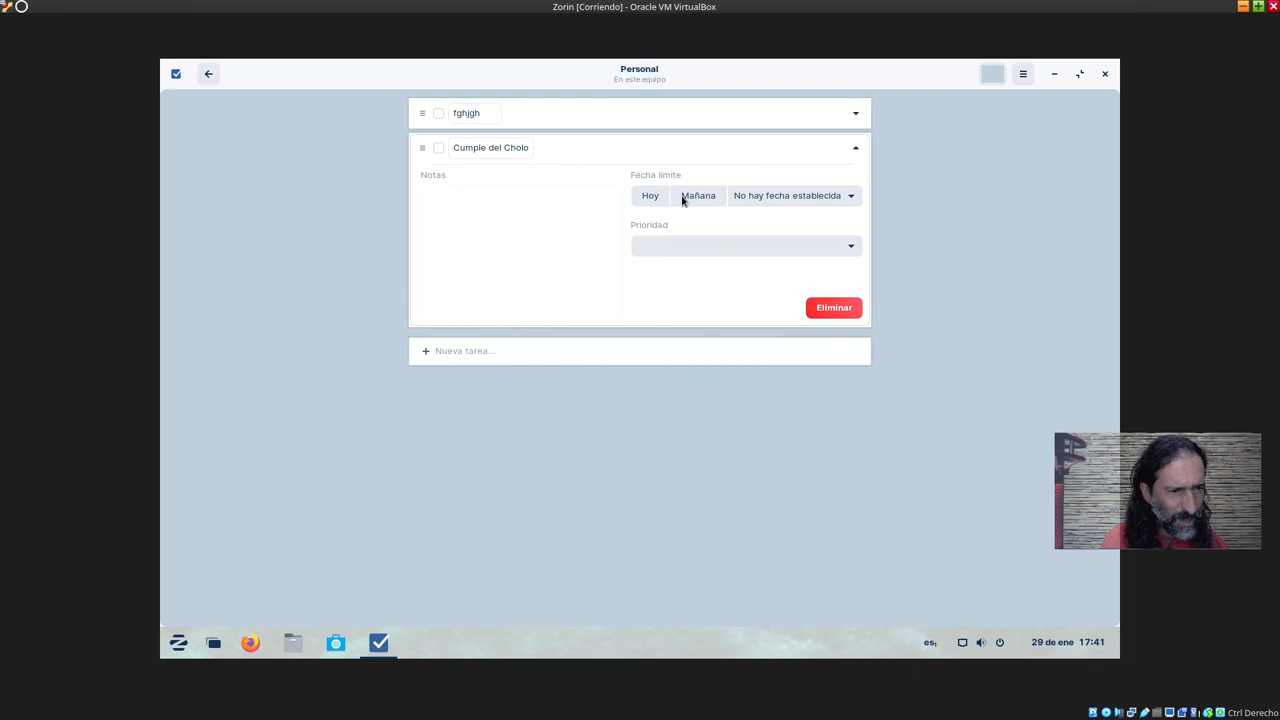 Zorin [Corriendo] - Oracle VM VirtualBox
Personal
En este equipo
fghjgh
Cumple del Cholo
Notas
Fecha límite
Hoy
Mañana
No hay fecha establecida
Prioridad
Eliminar
Nueva tarea...
es₁
29 de ene 17:41
Ctrl Derecho